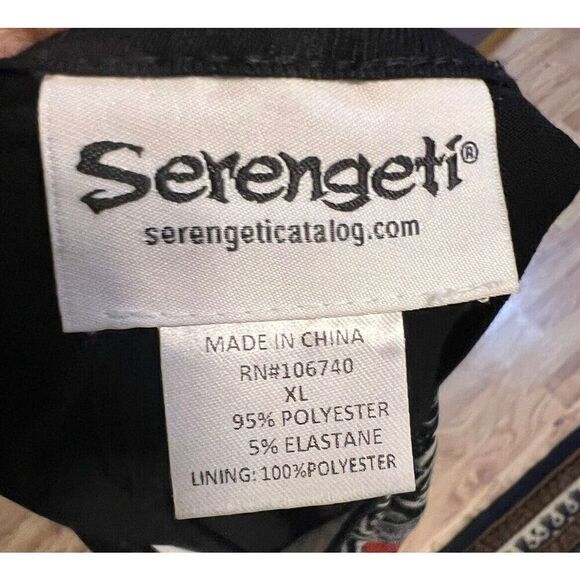 Serengeti®
serengeticatalog.com
MADE IN CHINA
RN#106740
XL
95% POLYESTER
5% ELASTANE
LINING: 100%POLYESTER